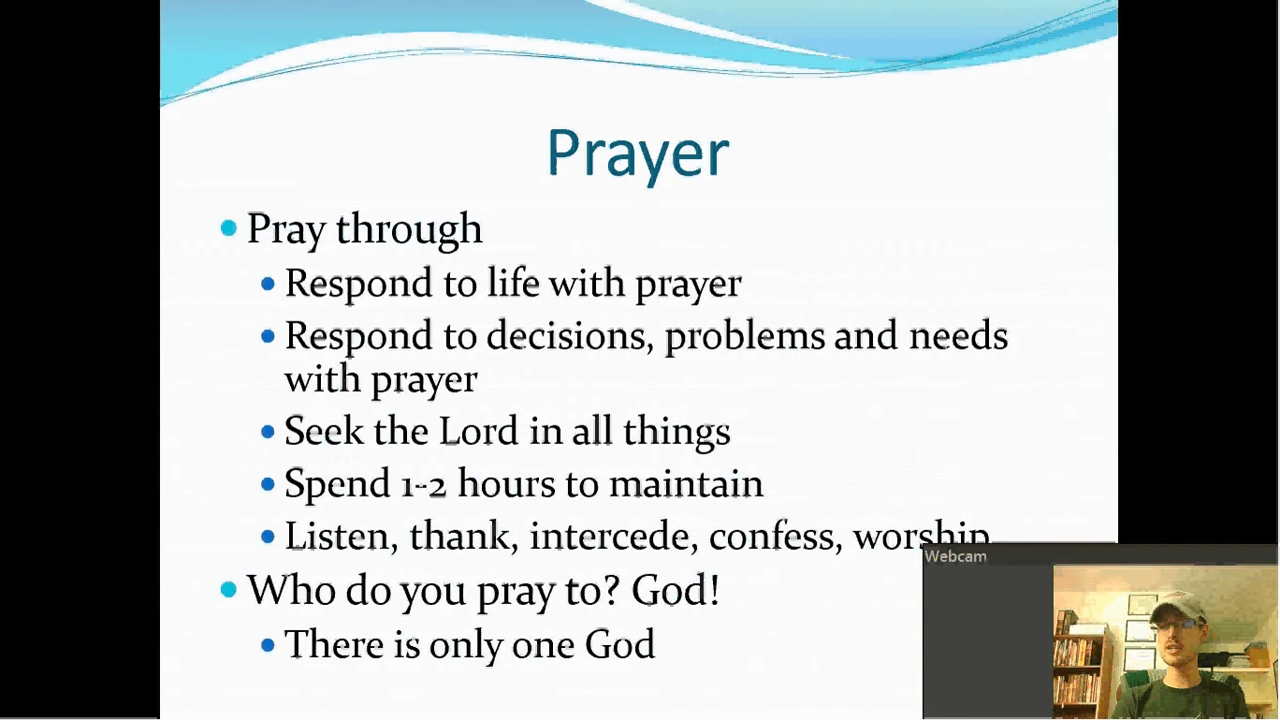 Prayer
Pray through
Respond to life with prayer
Respond to decisions, problems and needs
with prayer
Seek the Lord in all things
Spend 1-2 hours to maintain
Listen, thank, intercede, confess, worship
Who do you pray to? God!
There is only one God
Webcam